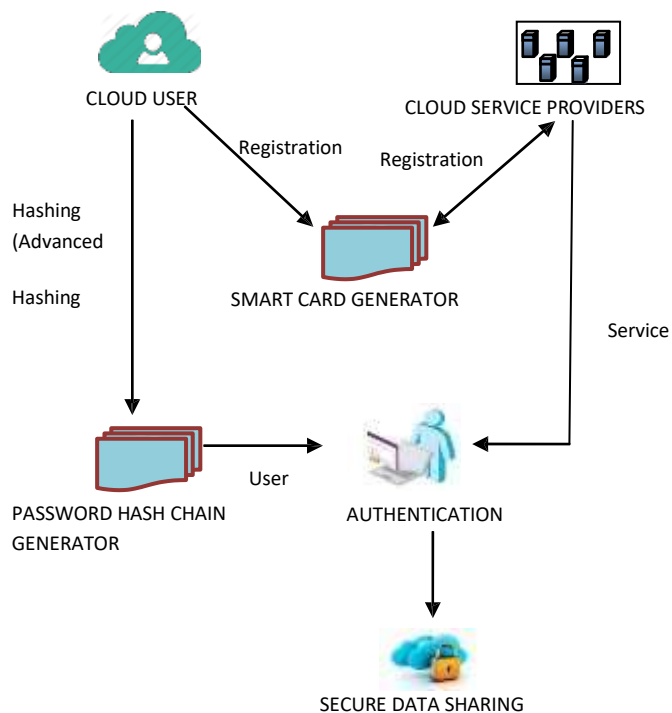 CLOUD USER
CLOUD SERVICE PROVIDERS
Registration
Registration
Hashing
(Advanced
Hashing
SMART CARD GENERATOR
Service
User
PASSWORD HASH CHAIN
GENERATOR
AUTHENTICATION
SECURE DATA SHARING